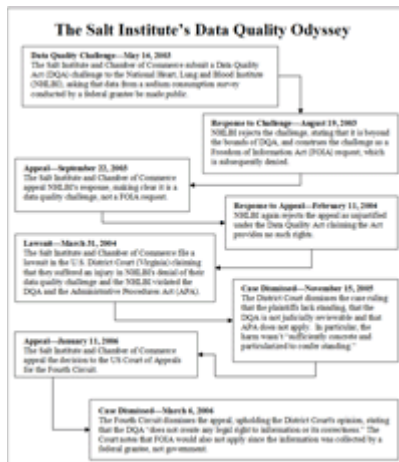 The Salt Institute's Data Quality Odyssey
Data Quality Challenge—May 14, 2003
The Salt Institute and Chamber of Commerce submit a Data Quality
Act (DQA) challenge to the National Heart, Lung and Blood Institute
(NHLBI), asking that data from a sodium consumption survey
conducted by a federal grantee be made public.
Response to Challenge—August 19, 2003
NHLBI rejects the challenge, stating that it is beyond
the bounds of DQA, and construes the challenge as a
Freedom of Information Act (FOIA) request, which
is subsequently denied.
Appeal—September 22, 2003
The Salt Institute and Chamber of Commerce
appeal NHLBI's response, making clear it is a
data quality challenge, not a FOIA request.
Response to Appeal—February 11, 2004
NHLBI again rejects the appeal as unjustified
under the Data Quality Act claiming the Act
provides no such rights.
Lawsuit—March 31, 2004
The Salt Institute and Chamber of Commerce file a
lawsuit in the U.S. District Court (Virginia) claiming
that they suffered an injury in NHLBI's denial of their
data quality challenge and the NHLBI violated the
DQA and the Administrative Procedures Act (APA).
Case Dismissed—November 15, 2005
The District Court dismisses the case ruling
that the plaintiffs lack standing, that the
DQA is not judicially reviewable and that
APA does not apply. In particular, the
harm wasn't "sufficiently concrete and
particularized to confer standing."
Appeal—January 11, 2006
The Salt Institute and Chamber of Commerce
appeal the decision to the US Court of Appeals
for the Fourth Circuit.
Case Dismissed—March 6, 2006
The Fourth Circuit dismisses the appeal, upholding the District Court's opinion, stating
that the DQA "does not create any legal right to information or its correctness." The
Court notes that FOIA would also not apply since the information was collected by a
federal grantee, not government.